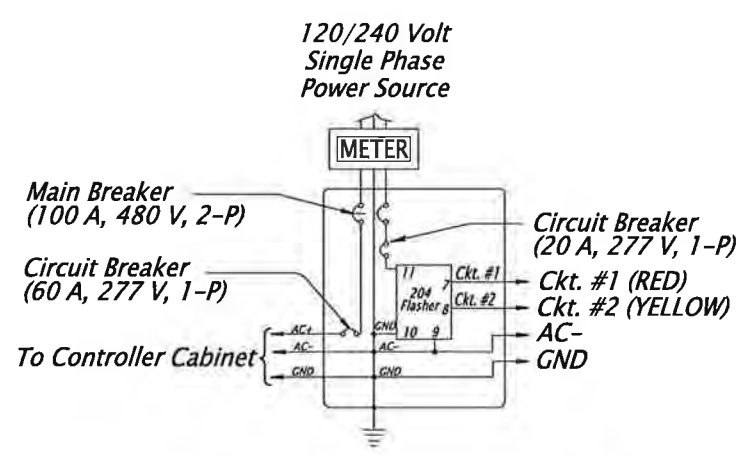 120/240 Volt
Single Phase
Power Source
METER
Main Breaker
(100 A, 480 V, 2-P)
Circuit Breaker
(20 A, 277 V, 1-P)
Circuit Breaker
(60 A, 277 V, 1-P)
11
7
Ckt. #1
204
Flasher
8
Ckt. #2
GND
10
9
Ckt. #1 (RED)
Ckt. #2 (YELLOW)
AC-
GND
To Controller Cabinet
AC+
AC-
AC-
GND
GND